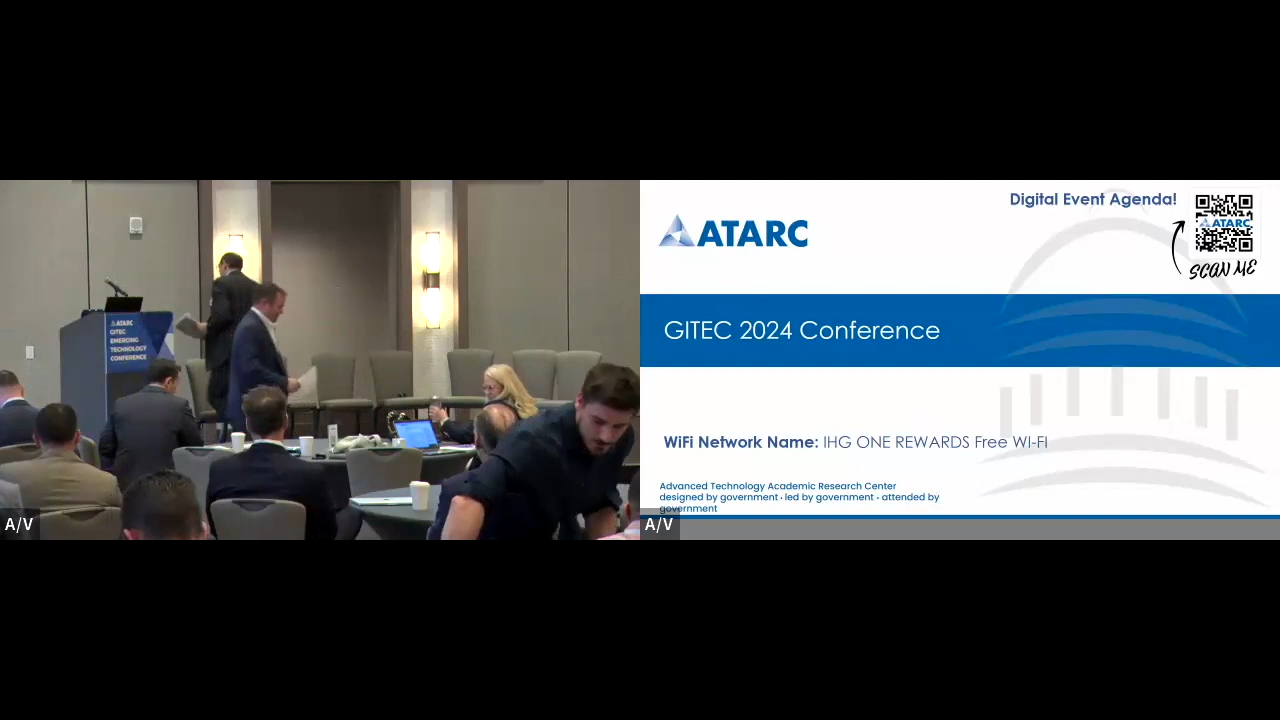 ATARC
GITEC
EMERGING
TECHNOLOGY
CONFERENCE
A/V
Digital Event Agenda!
ATARC
ATARC
SCAN ME
GITEC 2024 Conference
WiFi Network Name: IHG ONE REWARDS Free WI-FI
Advanced Technology Academic Research Center
designed by government · led by government · attended by
government
A/V